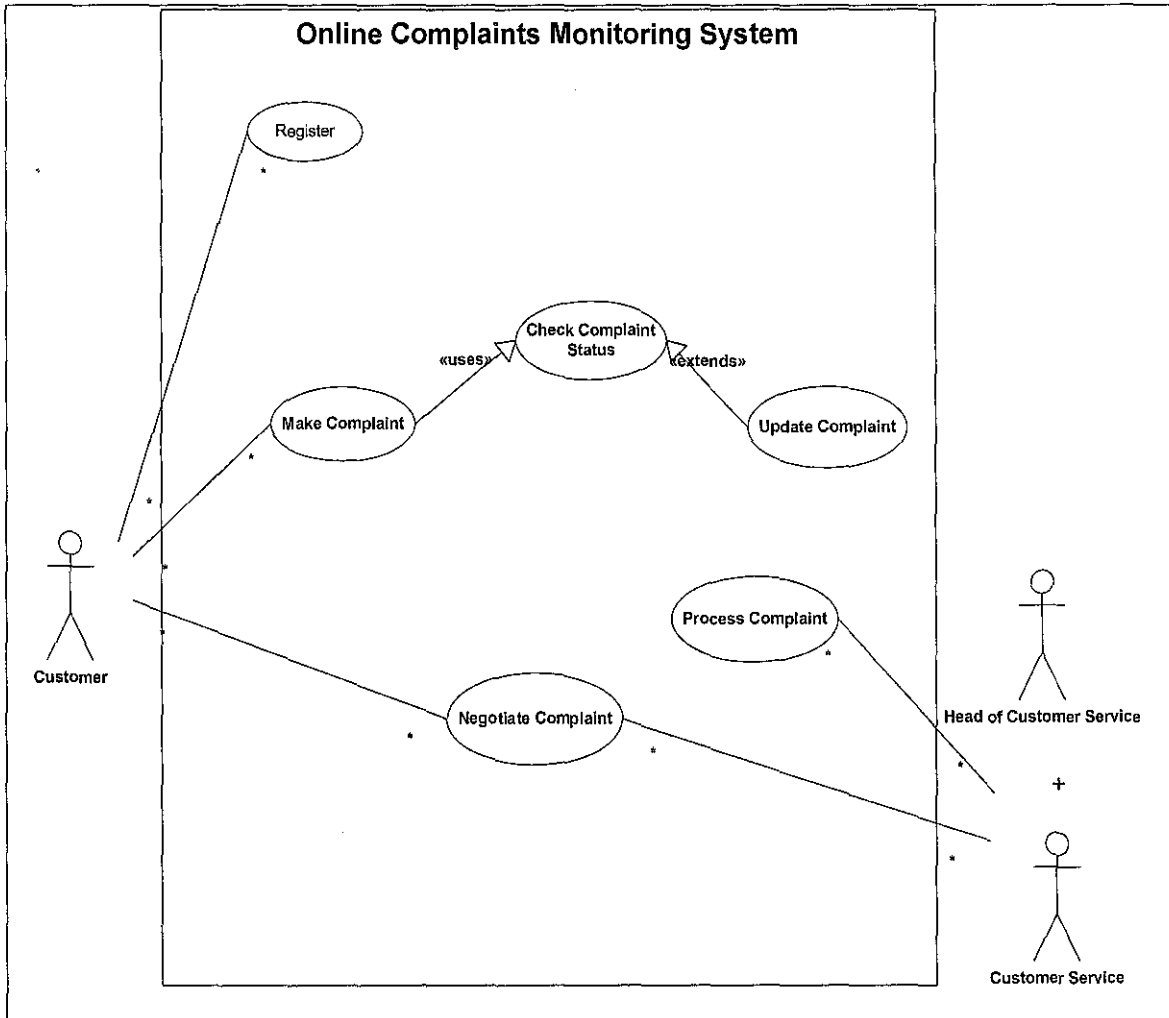 Online Complaints Monitoring System
Register
*
Check Complaint
Status
«uses»
«extends»
Make Complaint
Update Complaint
*
*
*
Process Complaint
*
*
Customer
Negotiate Complaint
Head of Customer Service
*
*
*
+
*
Customer Service